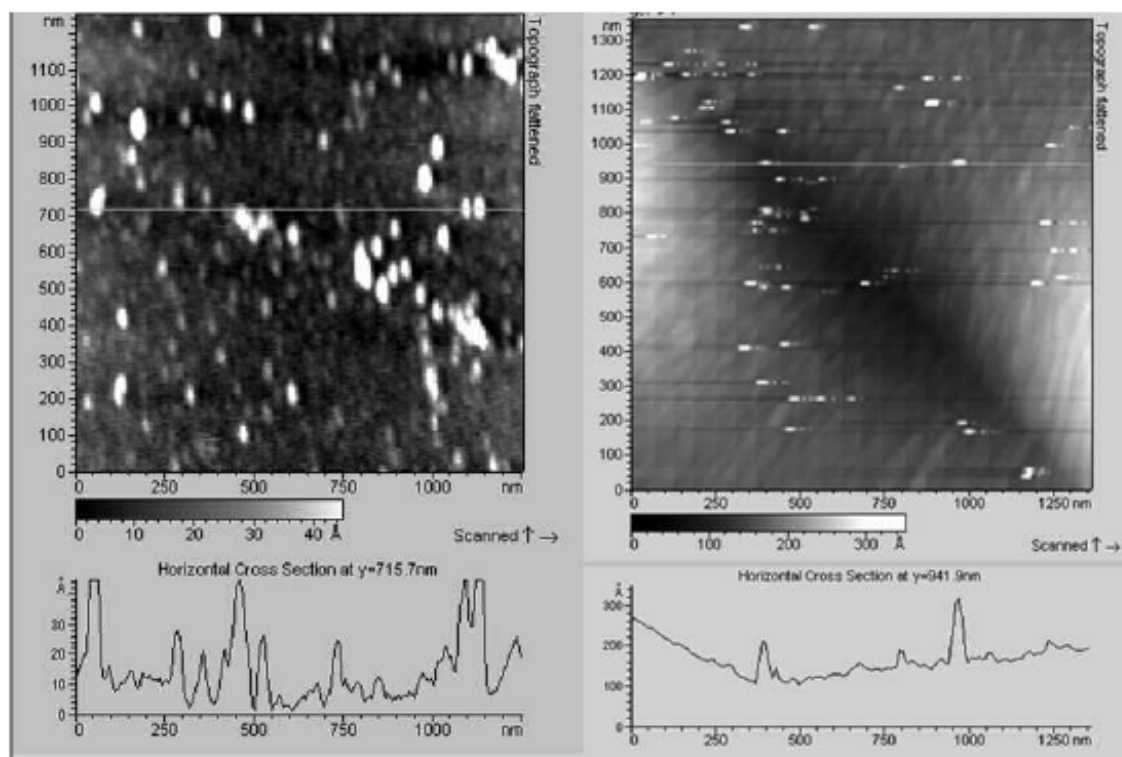 nm
1100
1000
900
800
700
600
500
400
300
200
100
0
0 250 500 750 1000 nm
0 10 20 30 40 Å
Scanned ↑ →
Topograph flattened
Horizontal Cross Section at y=715.7nm
Å
30
20
10
0
0 250 500 750 1000 nm
nm
1300
1200
1100
1000
900
800
700
600
500
400
300
200
100
0
0 250 500 750 1000 1250 nm
0 100 200 300 Å
Scanned ↑ →
Topograph flattened
Horizontal Cross Section at y=941.9nm
Å
300
200
100
0
0 250 500 750 1000 1250 nm